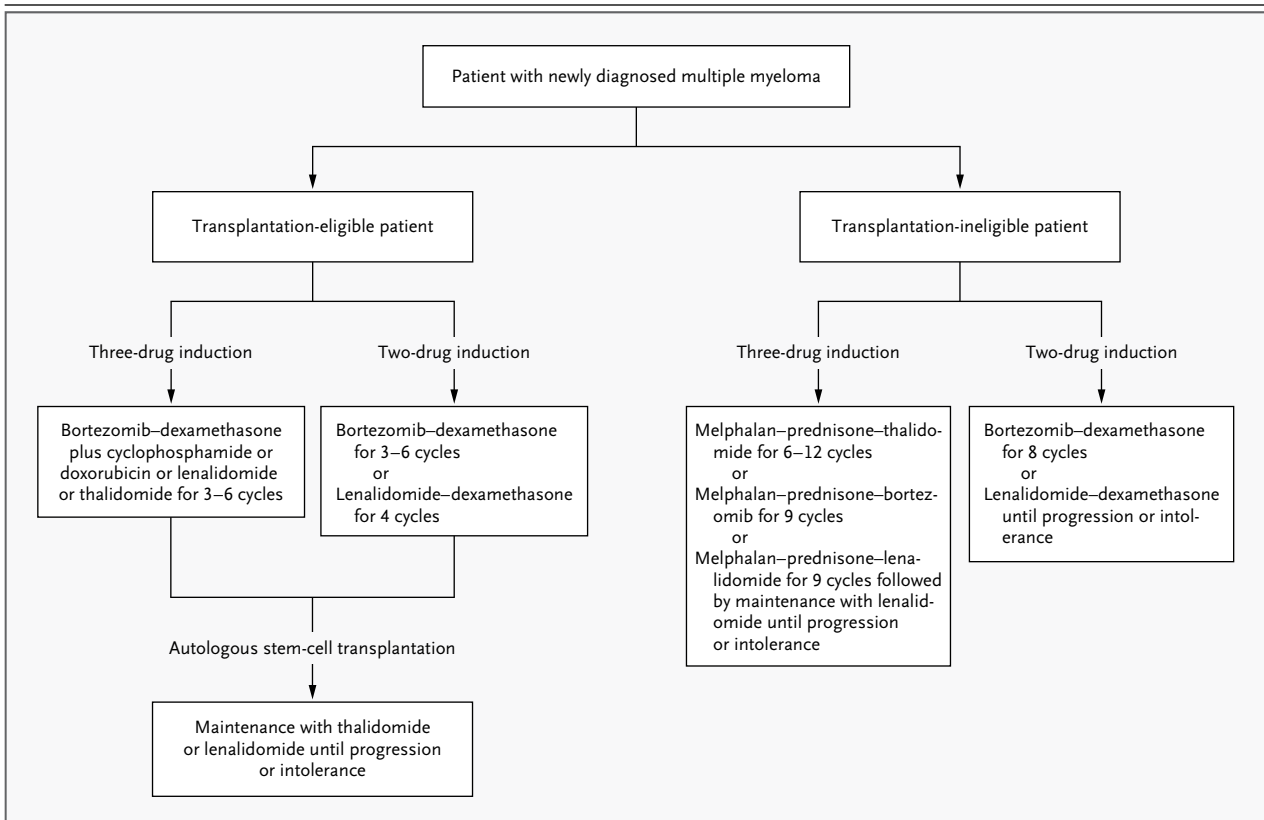 Patient with newly diagnosed multiple myeloma
Transplantation-eligible patient
Transplantation-ineligible patient
Three-drug induction
Two-drug induction
Three-drug induction
Two-drug induction
Bortezomib–dexamethasone
plus cyclophosphamide or
doxorubicin or lenalidomide
or thalidomide for 3–6 cycles
Bortezomib–dexamethasone
for 3–6 cycles
or
Lenalidomide–dexamethasone
for 4 cycles
Melphalan–prednisone–thalido-
mide for 6–12 cycles
or
Melphalan–prednisone–bortez-
omib for 9 cycles
or
Melphalan–prednisone–lena-
lidomide for 9 cycles followed
by maintenance with lenalid-
omide until progression
or intolerance
Bortezomib–dexamethasone
for 8 cycles
or
Lenalidomide–dexamethasone
until progression or intol-
erance
Autologous stem-cell transplantation
Maintenance with thalidomide
or lenalidomide until progression
or intolerance